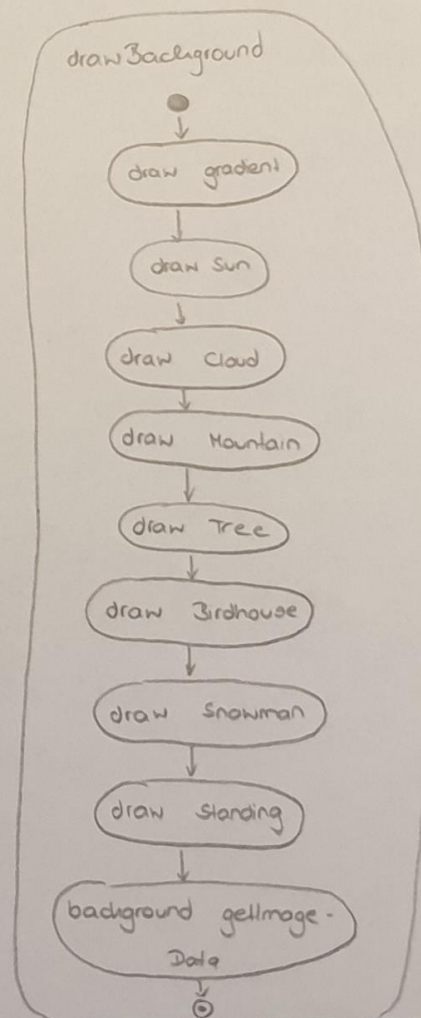 drawBackground
draw gradient
draw Sun
draw Cloud
draw Mountain
draw Tree
draw Birdhouse
draw Snowman
draw Standing
background getImage-
Data